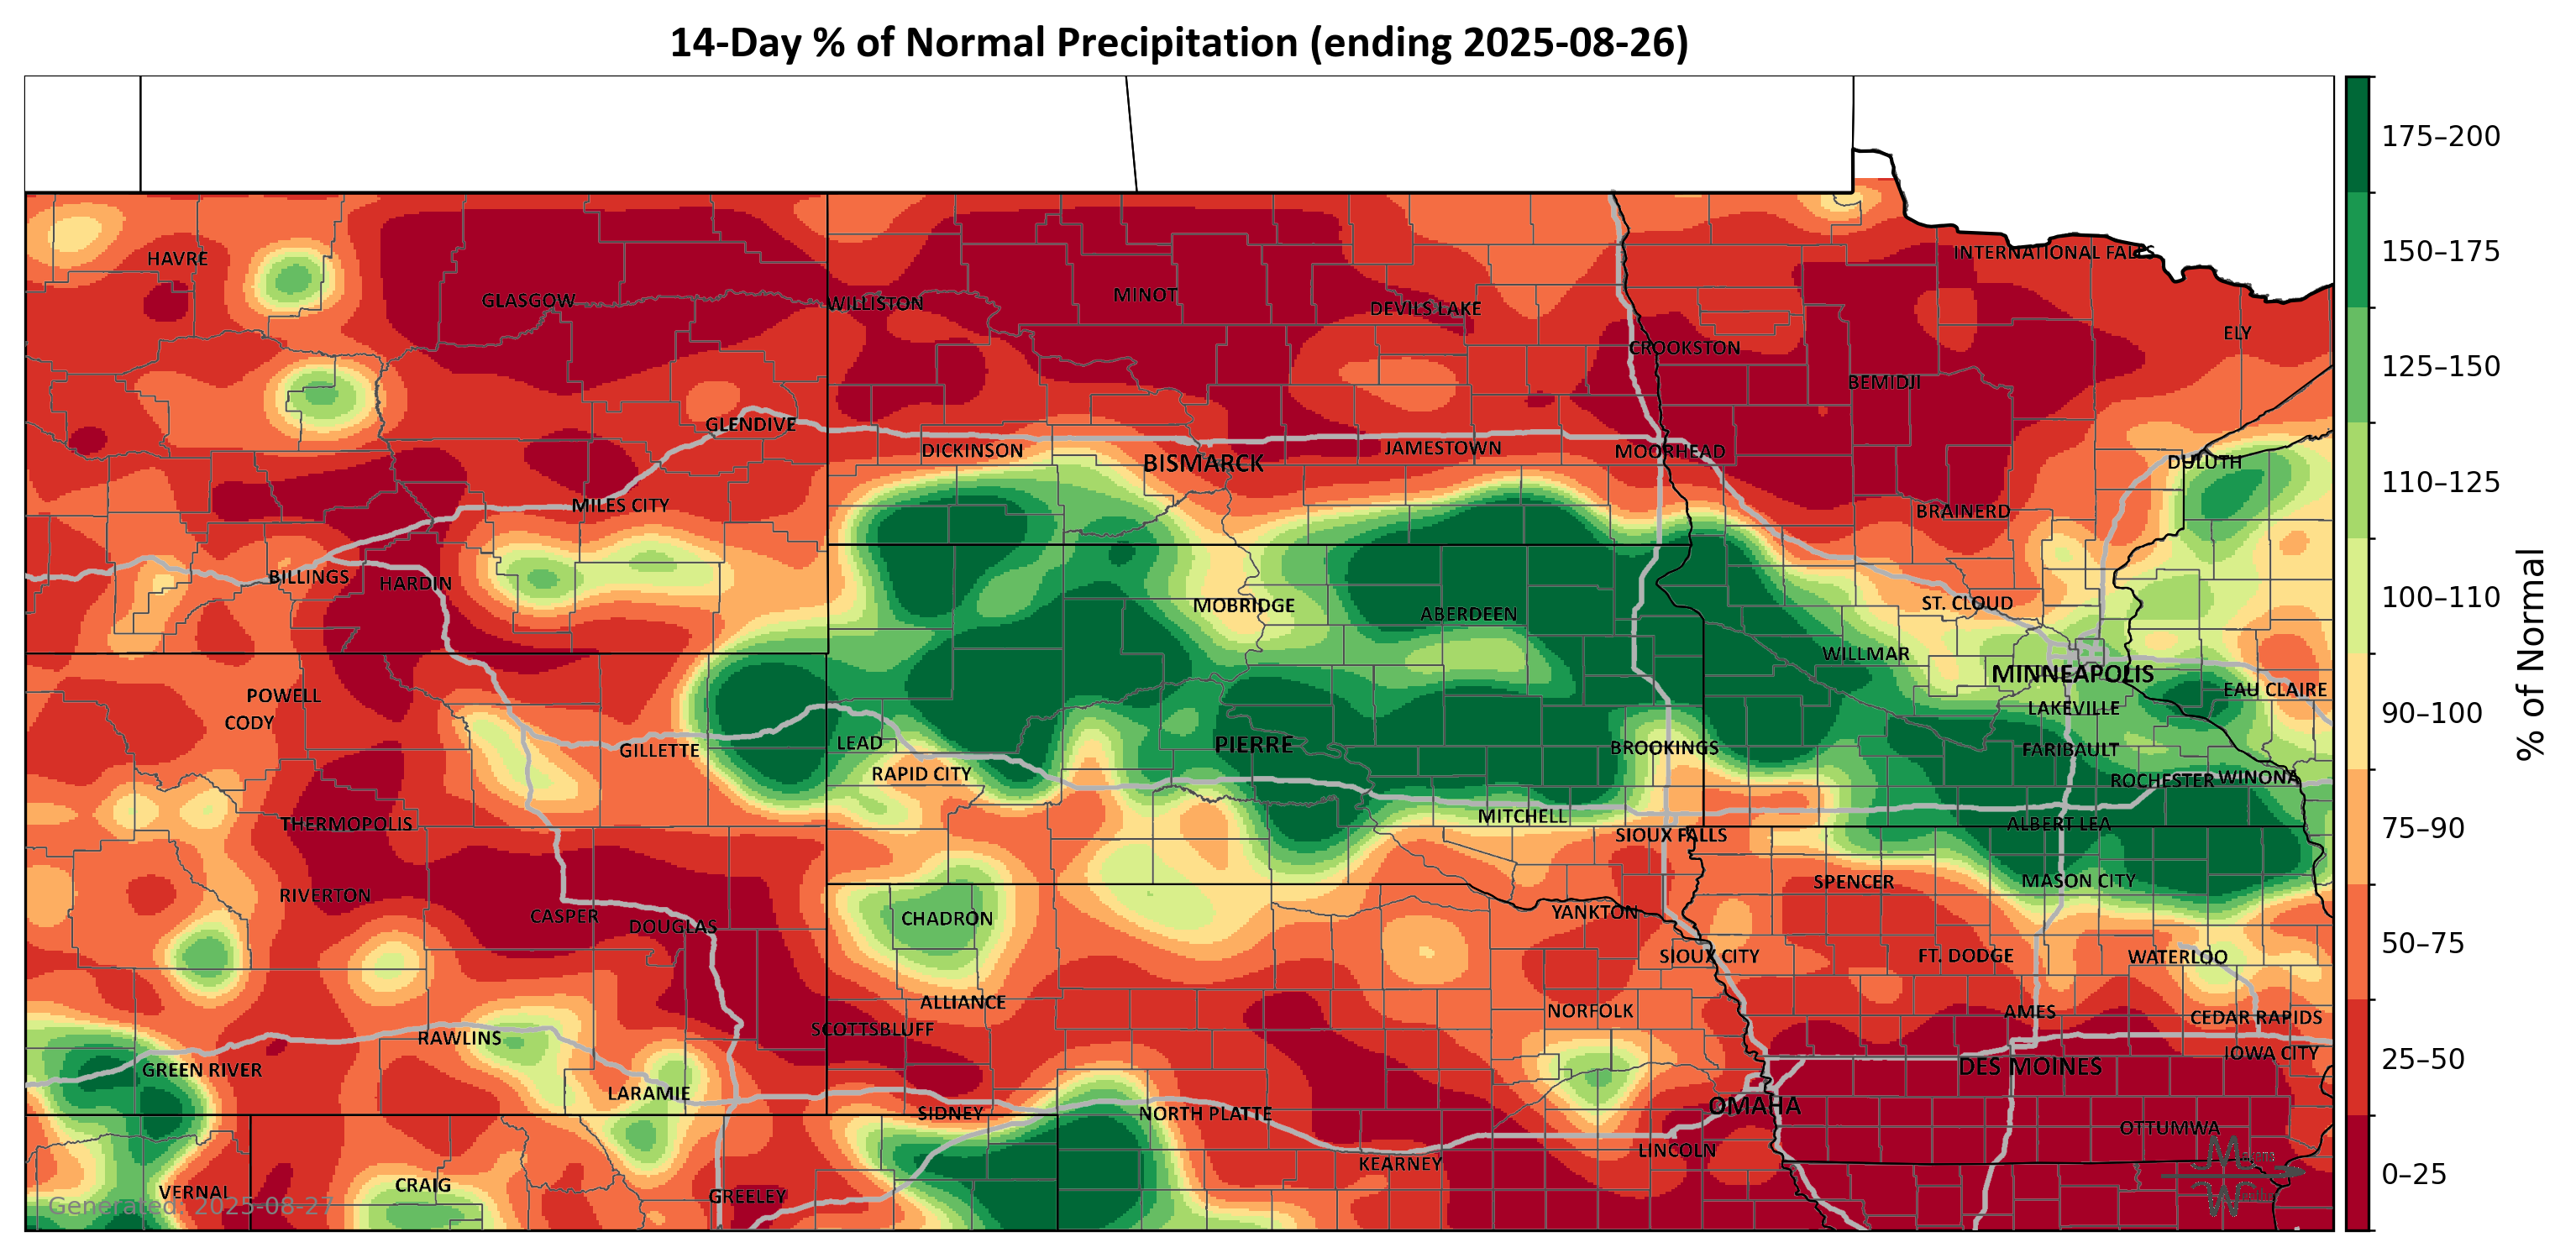 14-Day % of Normal Precipitation (ending 2025-08-26)
175–200
150–175
125–150
110–125
100–110
90–100
75–90
50–75
25–50
0–25
% of Normal
HAVRE
INTERNATIONAL FALLS
GLASGOW
WILLISTON
MINOT
DEVILS LAKE
ELY
CROOKSTON
BEMIDJI
GLENDIVE
DICKINSON
BISMARCK
JAMESTOWN
MOORHEAD
DULUTH
MILES CITY
BRAINERD
BILLINGS
HARDIN
MOBRIDGE
ABERDEEN
ST. CLOUD
WILLMAR
MINNEAPOLIS
POWELL
EAU CLAIRE
CODY
LAKEVILLE
GILLETTE
LEAD
PIERRE
BROOKINGS
FARIBAULT
RAPID CITY
ROCHESTER
WINONA
THERMOPOLIS
MITCHELL
ALBERT LEA
SIOUX FALLS
RIVERTON
SPENCER
MASON CITY
CASPER
DOUGLAS
CHADRON
YANKTON
SIOUX CITY
FT. DODGE
WATERLOO
ALLIANCE
NORFOLK
AMES
CEDAR RAPIDS
RAWLINS
SCOTTSBLUFF
GREEN RIVER
DES MOINES
IOWA CITY
LARAMIE
SIDNEY
NORTH PLATTE
OMAHA
OTTUMWA
KEARNEY
LINCOLN
VERNAL
CRAIG
GREELEY
Generated: 2025-08-27